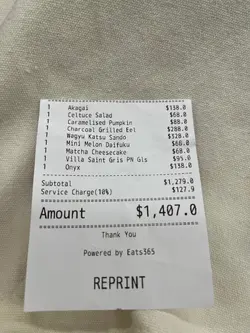 1 Akagai $138.0
1 Celtuce Salad $68.0
1 Caramelised Pumpkin $88.0
1 Charcoal Grilled Eel $288.0
1 Wagyu Katsu Sando $328.0
1 Mini Melon Daifuku $68.0
1 Matcha Cheesecake $68.0
1 Villa Saint Gris PN Gls $95.0
1 Onyx $138.0
Subtotal $1,279.0
Service Charge(10%) $127.9
Amount $1,407.0
Thank You
Powered by Eats365
REPRINT